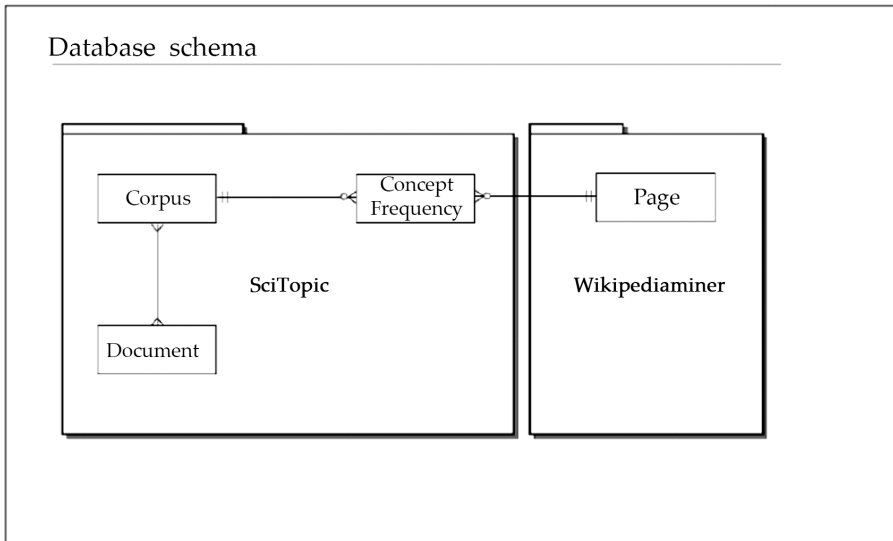 Database schema
Corpus
Concept
Frequency
Page
SciTopic
Wikipediaminer
Document